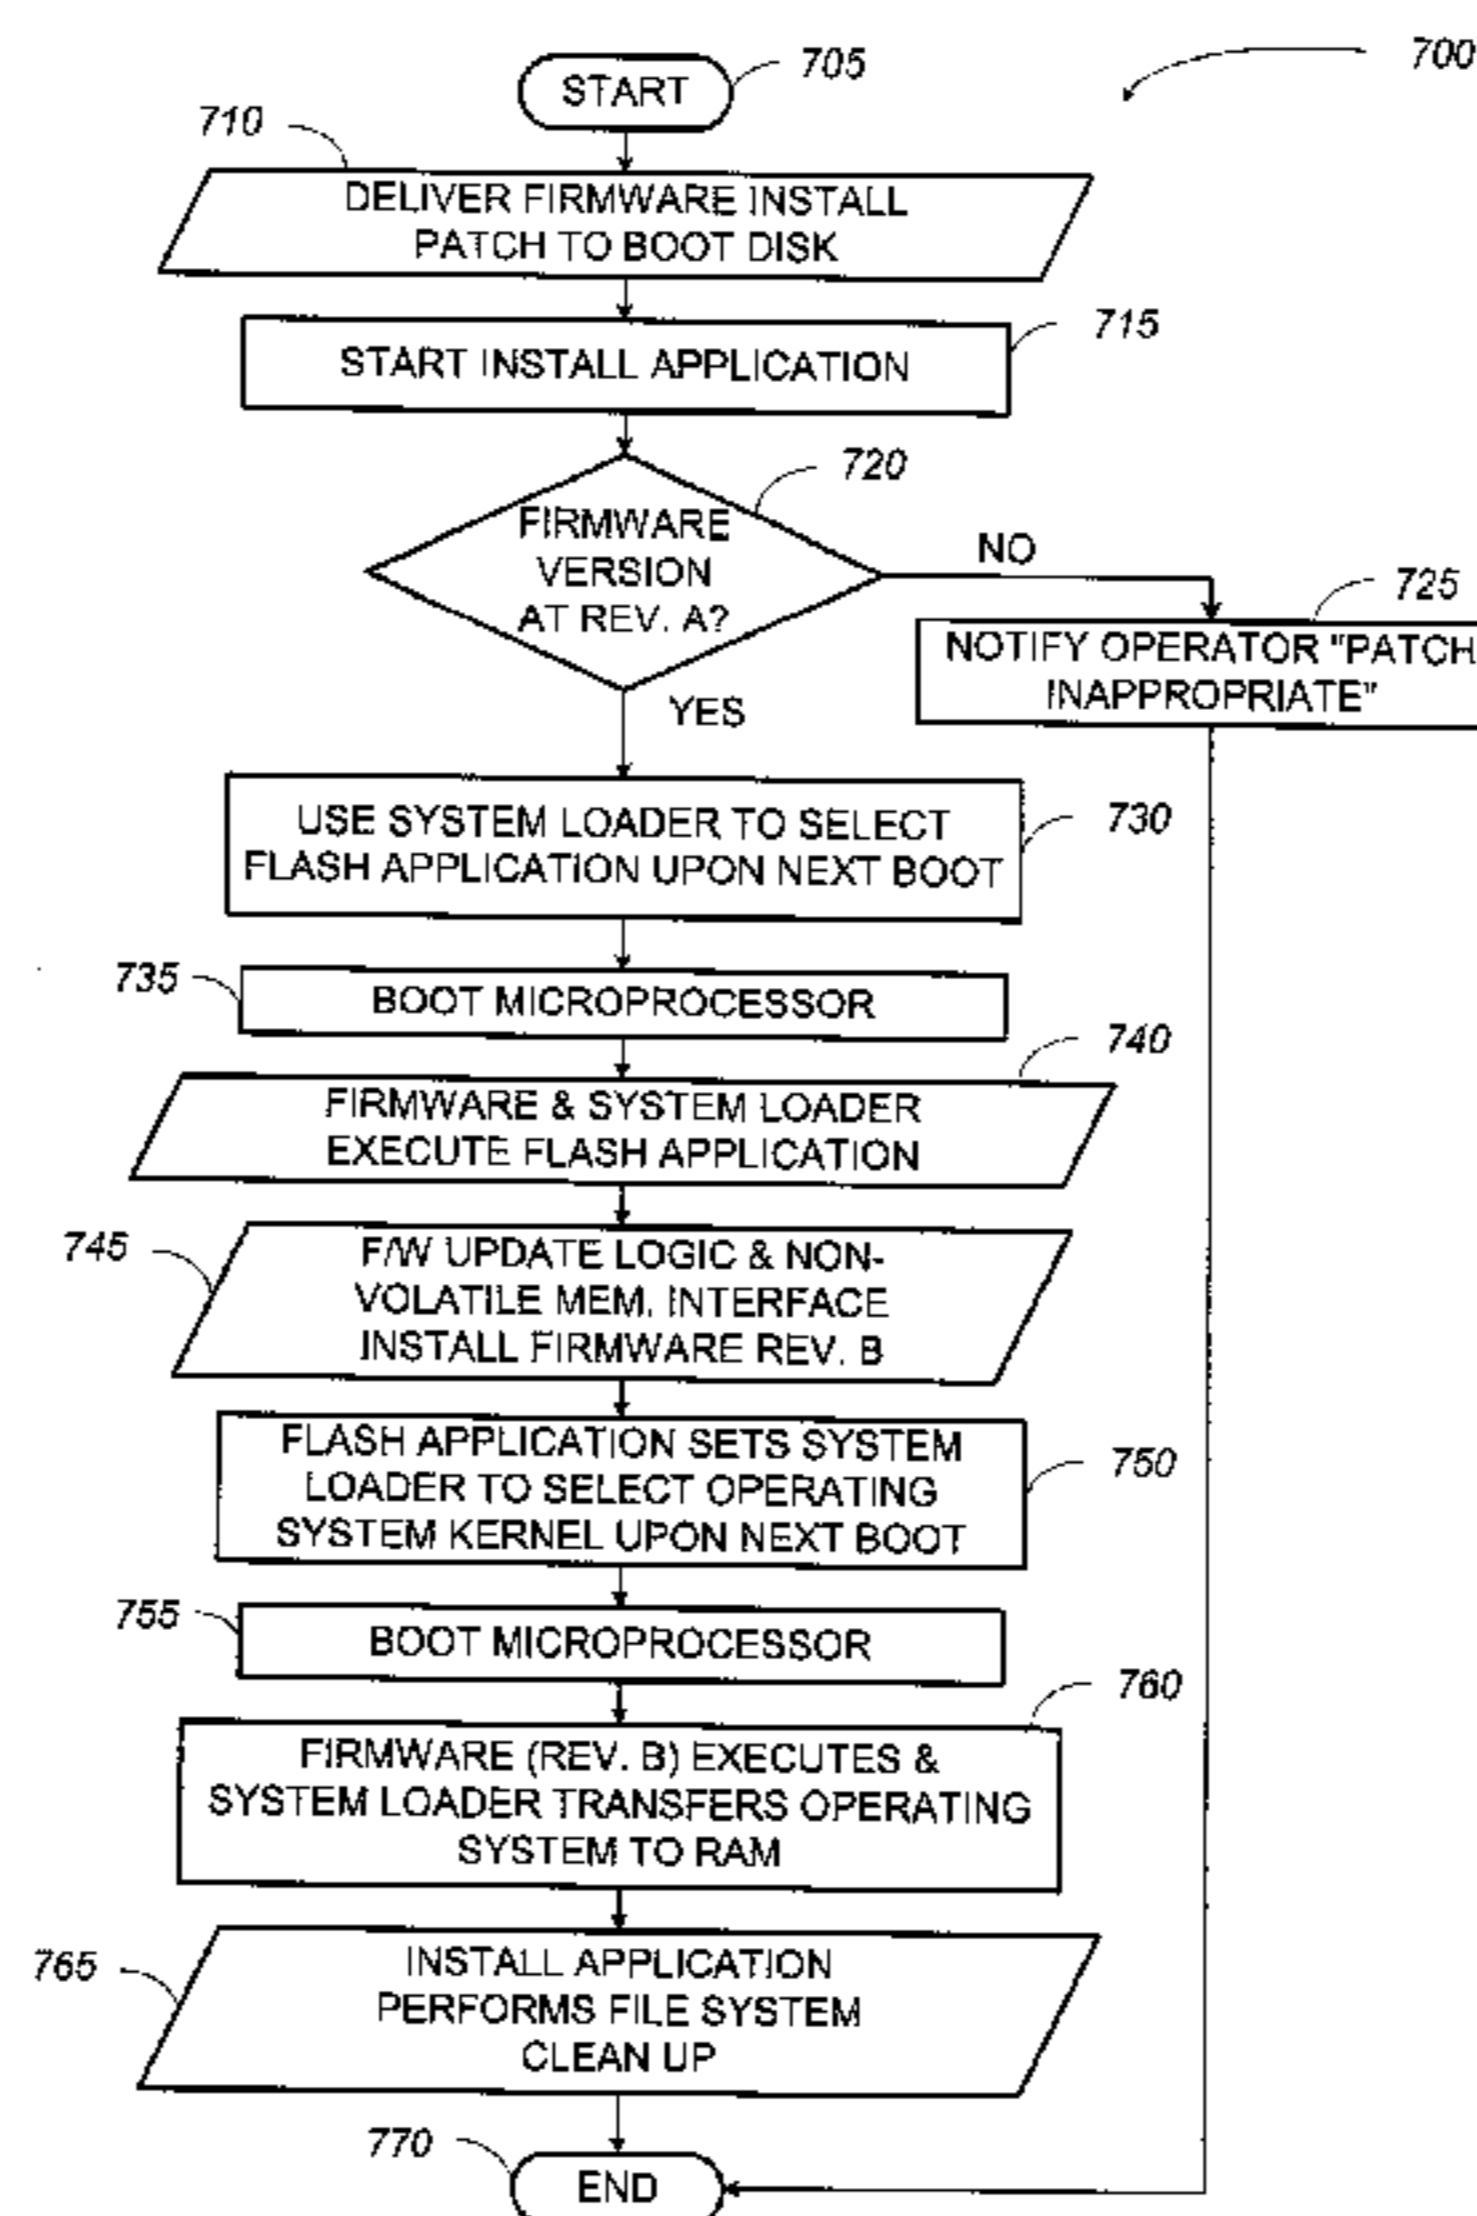 700
705
START
710
DELIVER FIRMWARE INSTALL
PATCH TO BOOT DISK
715
START INSTALL APPLICATION
720
FIRMWARE
VERSION
AT REV. A?
NO
725
NOTIFY OPERATOR "PATCH
INAPPROPRIATE"
YES
730
USE SYSTEM LOADER TO SELECT
FLASH APPLICATION UPON NEXT BOOT
735
BOOT MICROPROCESSOR
740
FIRMWARE & SYSTEM LOADER
EXECUTE FLASH APPLICATION
745
F/W UPDATE LOGIC & NON-
VOLATILE MEM. INTERFACE
INSTALL FIRMWARE REV. B
750
FLASH APPLICATION SETS SYSTEM
LOADER TO SELECT OPERATING
SYSTEM KERNEL UPON NEXT BOOT
755
BOOT MICROPROCESSOR
760
FIRMWARE (REV. B) EXECUTES &
SYSTEM LOADER TRANSFERS OPERATING
SYSTEM TO RAM
765
INSTALL APPLICATION
PERFORMS FILE SYSTEM
CLEAN UP
770
END